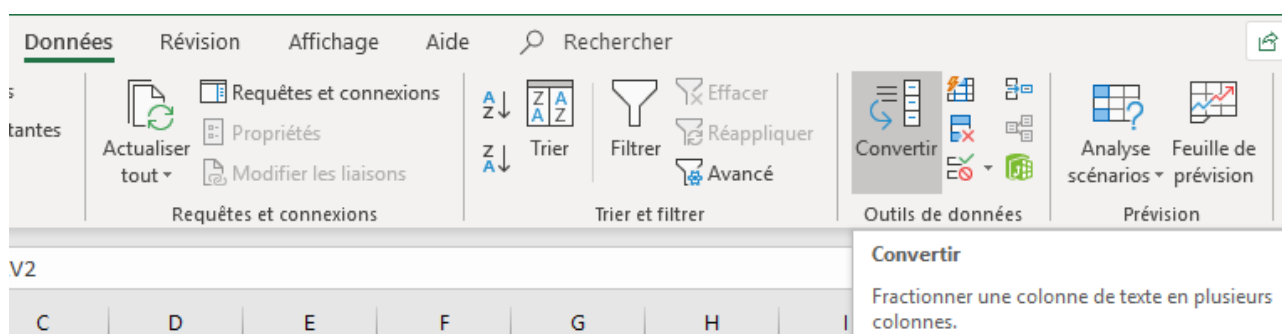 Données Révision Affichage Aide Rechercher
Requêtes et connexions
Propriétés
Modifier les liaisons
Actualiser
tout
Requêtes et connexions
Trier
Filtrer
Effacer
Réappliquer
Avancé
Trier et filtrer
Convertir
Outils de données
Analyse
scénarios
Feuille de
prévision
Prévision
V2
Convertir
Fractionner une colonne de texte en plusieurs
colonnes.
C D E F G H I